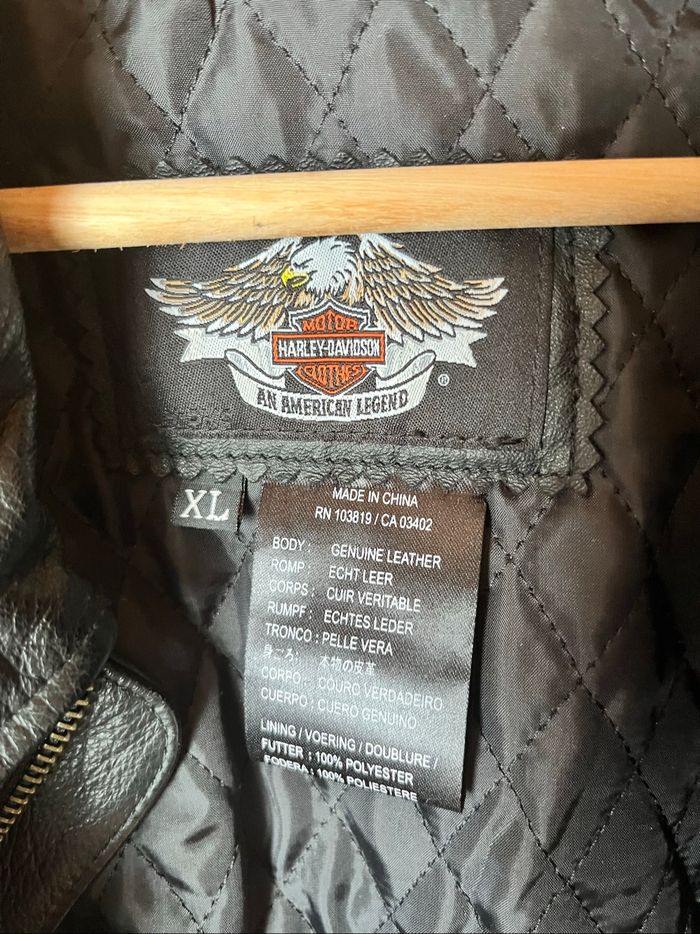 MOTOR
HARLEY-DAVIDSON
CLOTHES
AN AMERICAN LEGEND
®
XL
MADE IN CHINA
RN 103819 / CA 03402
BODY : GENUINE LEATHER
ROMP : ECHT LEER
CORPS : CUIR VERITABLE
RUMPF : ECHTES LEDER
TRONCO : PELLE VERA
身ごろ : 本物の皮革
CORPO : COURO VERDADEIRO
CUERPO : CUERO GENUINO
LINING / VOERING / DOUBLURE /
FUTTER : 100% POLYESTER
FODERA : 100% POLIESTERE